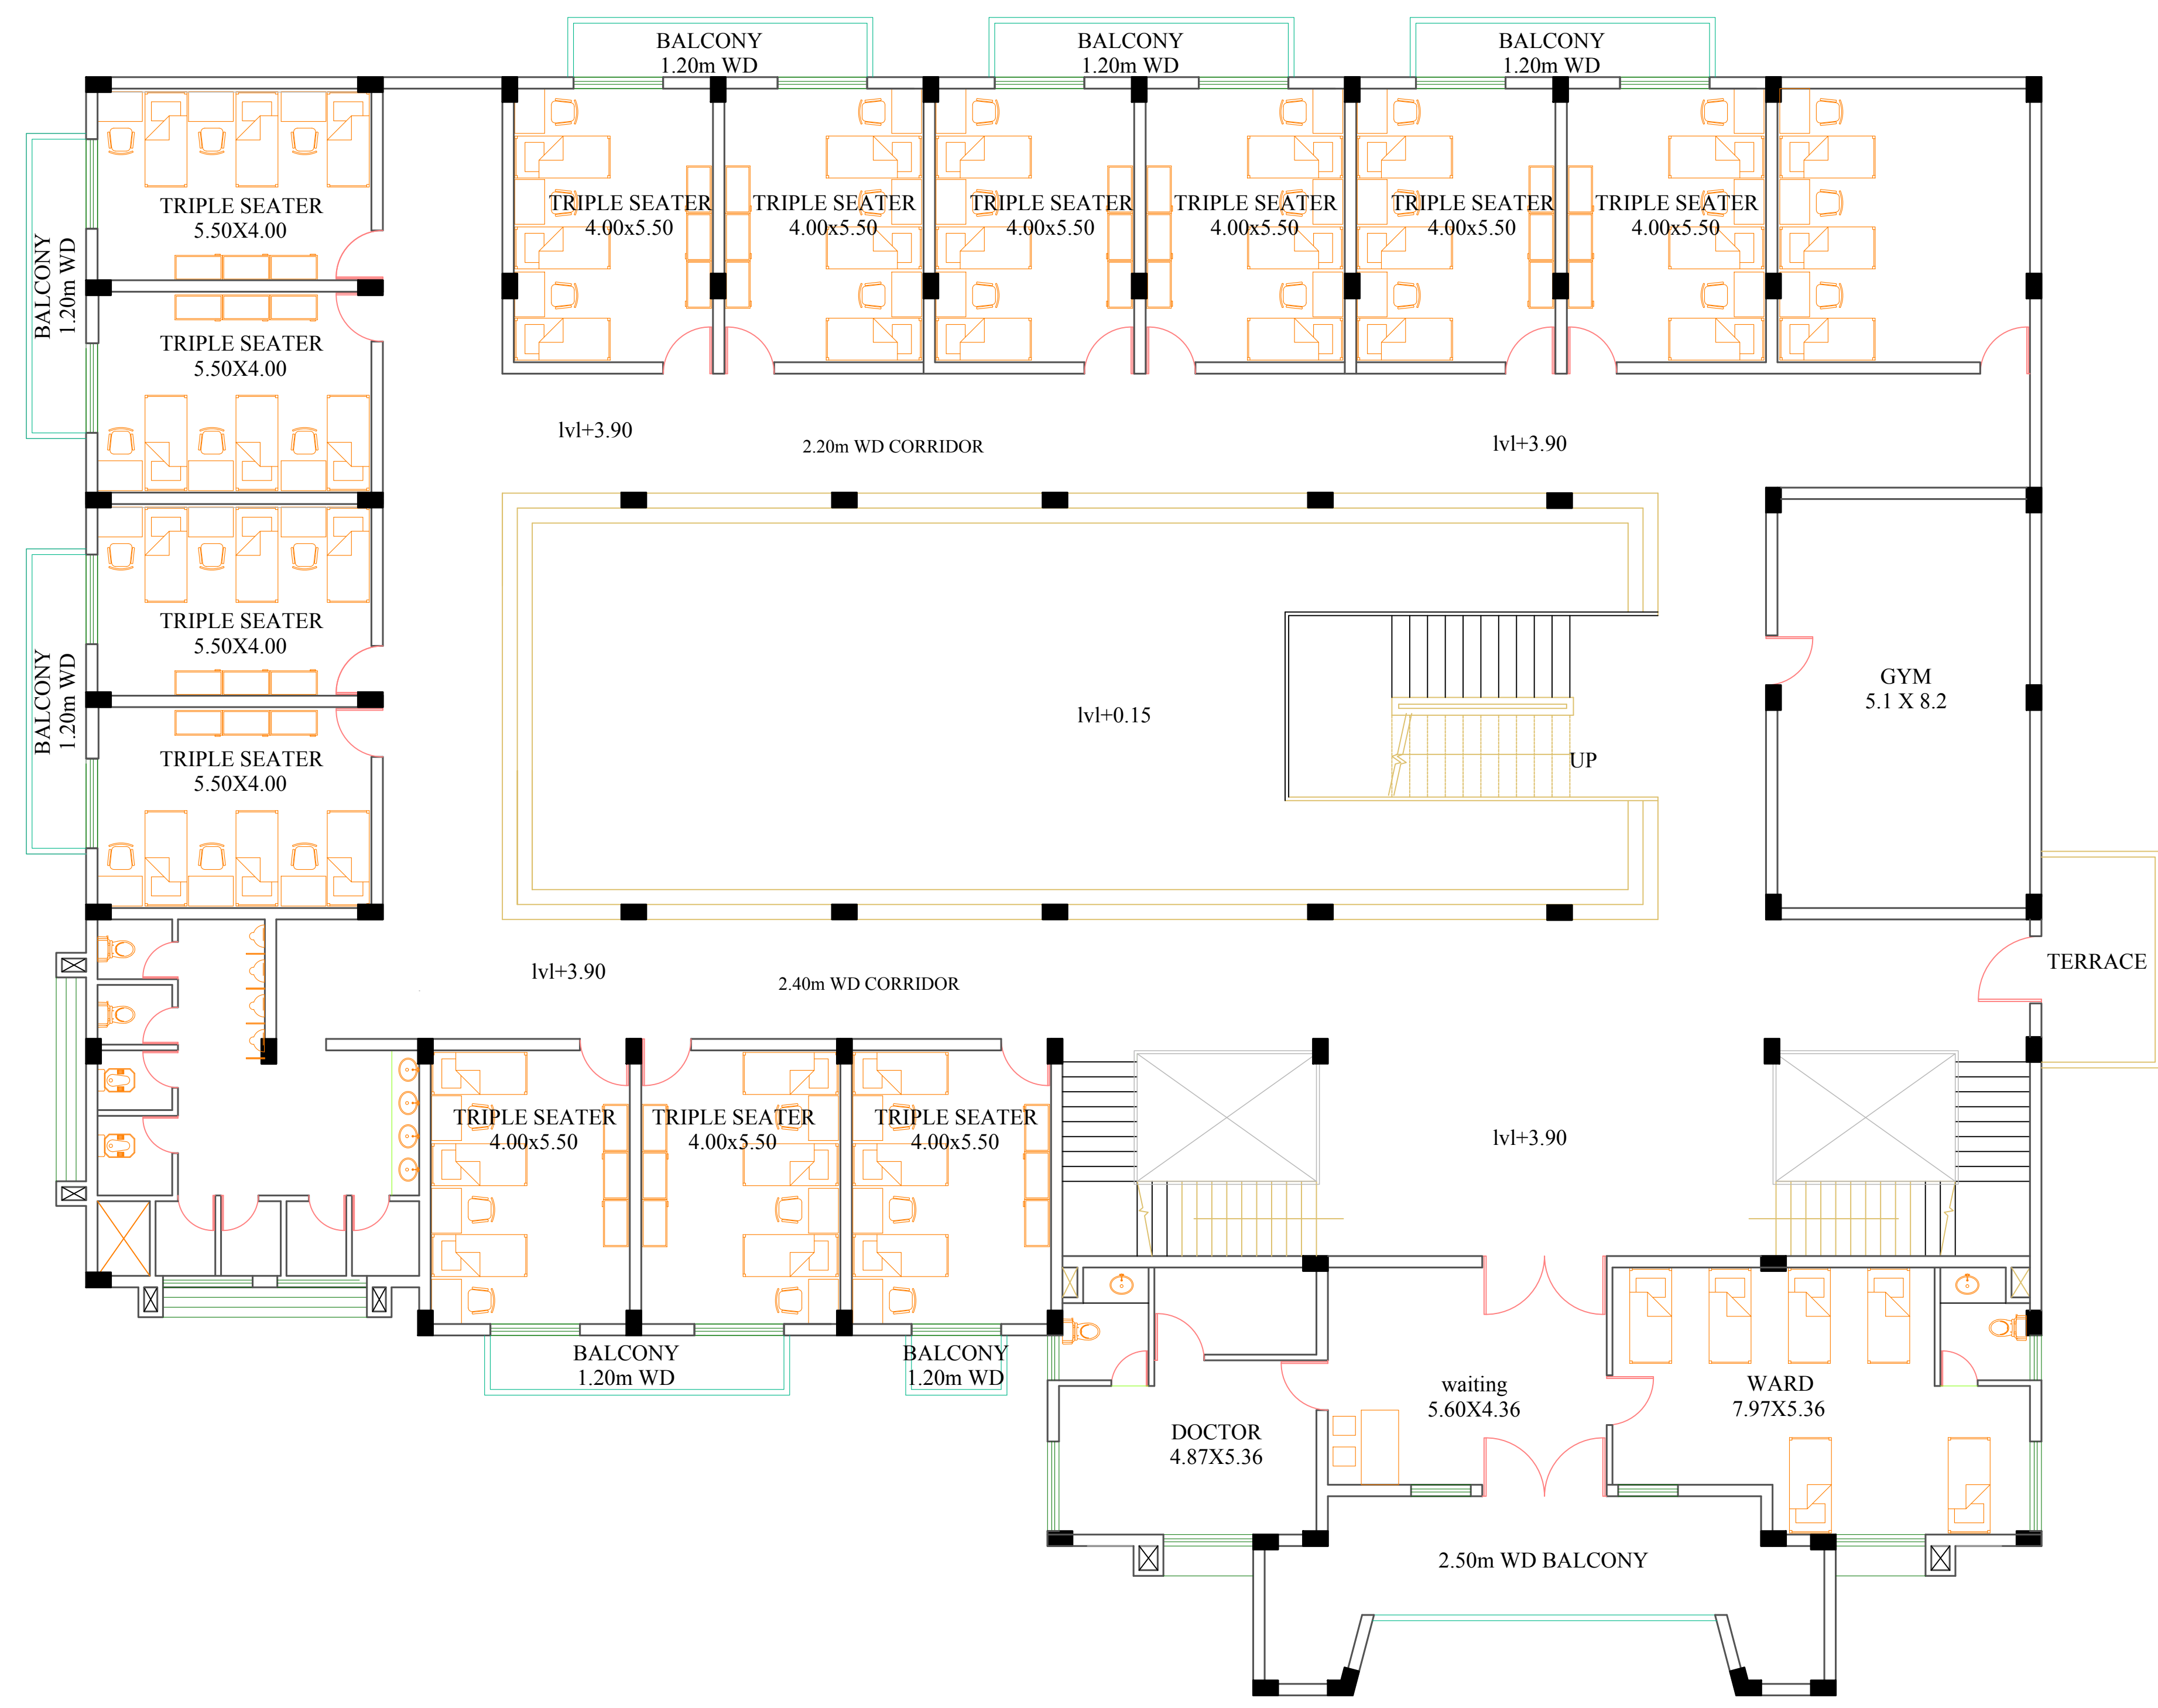 BALCONY
1.20m WD
BALCONY
1.20m WD
BALCONY
1.20m WD
TRIPLE SEATER
5.50X4.00
TRIPLE SEATER
4.00x5.50
TRIPLE SEATER
4.00x5.50
TRIPLE SEATER
4.00x5.50
TRIPLE SEATER
4.00x5.50
TRIPLE SEATER
4.00x5.50
TRIPLE SEATER
4.00x5.50
BALCONY
1.20m WD
TRIPLE SEATER
5.50X4.00
lvl+3.90
2.20m WD CORRIDOR
lvl+3.90
TRIPLE SEATER
5.50X4.00
BALCONY
1.20m WD
GYM
5.1 X 8.2
lvl+0.15
UP
TRIPLE SEATER
5.50X4.00
lvl+3.90
2.40m WD CORRIDOR
TERRACE
TRIPLE SEATER
4.00x5.50
TRIPLE SEATER
4.00x5.50
TRIPLE SEATER
4.00x5.50
lvl+3.90
BALCONY
1.20m WD
BALCONY
1.20m WD
waiting
5.60X4.36
WARD
7.97X5.36
DOCTOR
4.87X5.36
2.50m WD BALCONY